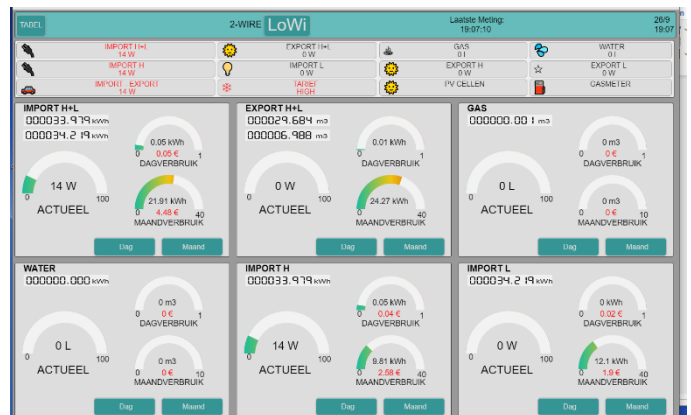 TABEL
2-WIRE LoWi
Laatste Meting:
19:07:10
26/9
19:07
IMPORT H+L
14 W
EXPORT H+L
0 W
GAS
0 l
WATER
0 l
IMPORT H
14 W
IMPORT L
0 W
EXPORT H
0 W
EXPORT L
0 W
IMPORT - EXPORT
14 W
TARIEF
HIGH
PV CELLEN
GASMETER
IMPORT H+L
000033.979 kWh
000034.219 kWh
0.05 kWh
0 0.05 € 1
DAGVERBRUIK
14 W
0 100
ACTUEEL
21.91 kWh
0 4.48 € 40
MAANDVERBRUIK
Dag Maand
EXPORT H+L
000029.684 m3
000006.988 m3
0.01 kWh
0 1
DAGVERBRUIK
0 W
0 100
ACTUEEL
24.27 kWh
0 40
MAANDVERBRUIK
Dag Maand
GAS
000000.001 m3
0 m3
0 0 € 1
DAGVERBRUIK
0 L
0 100
ACTUEEL
0 m3
0 0 € 10
MAANDVERBRUIK
Dag Maand
WATER
000000.000 kWh
0 m3
0 0 € 1
DAGVERBRUIK
0 L
0 100
ACTUEEL
0 m3
0 0 € 10
MAANDVERBRUIK
Dag Maand
IMPORT H
000033.979 kWh
0.05 kWh
0 0.04 € 1
DAGVERBRUIK
14 W
0 100
ACTUEEL
9.81 kWh
0 2.58 € 40
MAANDVERBRUIK
Dag Maand
IMPORT L
000034.219 kWh
0 kWh
0 0.02 € 1
DAGVERBRUIK
0 W
0 100
ACTUEEL
12.1 kWh
0 1.9 € 40
MAANDVERBRUIK
Dag Maand